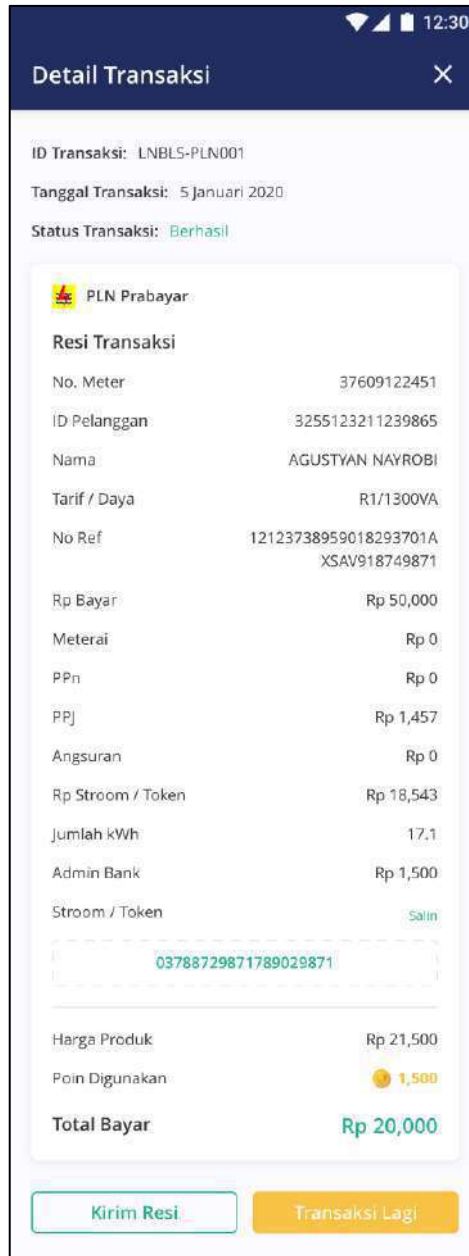 12:30
Detail Transaksi
ID Transaksi: LNBLS-PLN001
Tanggal Transaksi: 5 Januari 2020
Status Transaksi: Berhasil
PLN Prabayar
Resi Transaksi
No. Meter 37609122451
ID Pelanggan 3255123211239865
Nama AGUSTYAN NAYROBI
Tarif / Daya R1/1300VA
No Ref 12123738959018293701A
XSAV918749871
Rp Bayar Rp 50,000
Meterai Rp 0
PPn Rp 0
PPJ Rp 1,457
Angsuran Rp 0
Rp Stroom / Token Rp 18,543
Jumlah kWh 17.1
Admin Bank Rp 1,500
Stroom / Token Salin
03788729871789029871
Harga Produk Rp 21,500
Poin Digunakan 1,500
Total Bayar Rp 20,000
Kirim Resi Transaksi Lagi